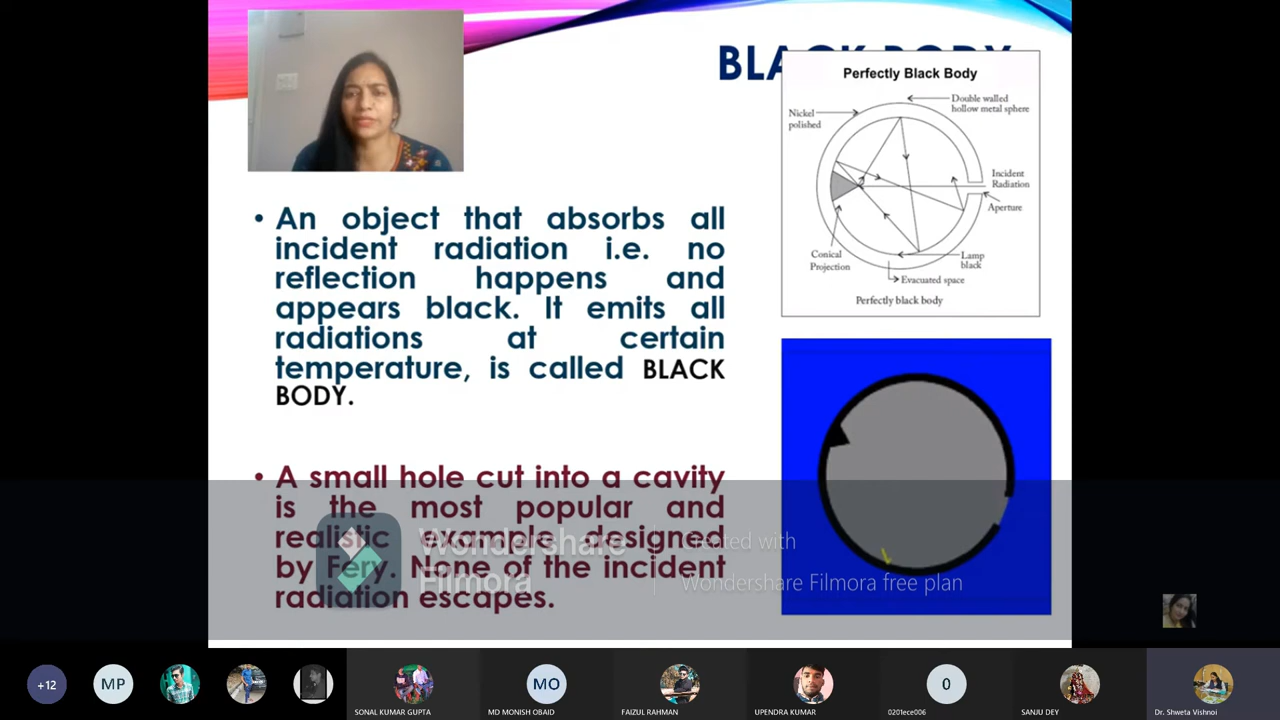 BLACK BODY
Perfectly Black Body
Double walled
hollow metal sphere
Nickel
polished
Incident
Radiation
Aperture
Conical
Projection
Lamp
black
Evacuated space
Perfectly black body
• An object that absorbs all
incident radiation i.e. no
reflection happens and
appears black. It emits all
radiations at certain
temperature, is called BLACK
BODY.
• A small hole cut into a cavity
is the most popular and
realistic example designed
by Fery. None of the incident
radiation escapes.
Wondershare
Filmora
Created with
Wondershare Filmora free plan
+12
MP
SONAL KUMAR GUPTA
MO
MD MONISH OBAID
FAIZUL RAHMAN
UPENDRA KUMAR
0
0201ece006
SANJU DEY
Dr. Shweta Vishnoi